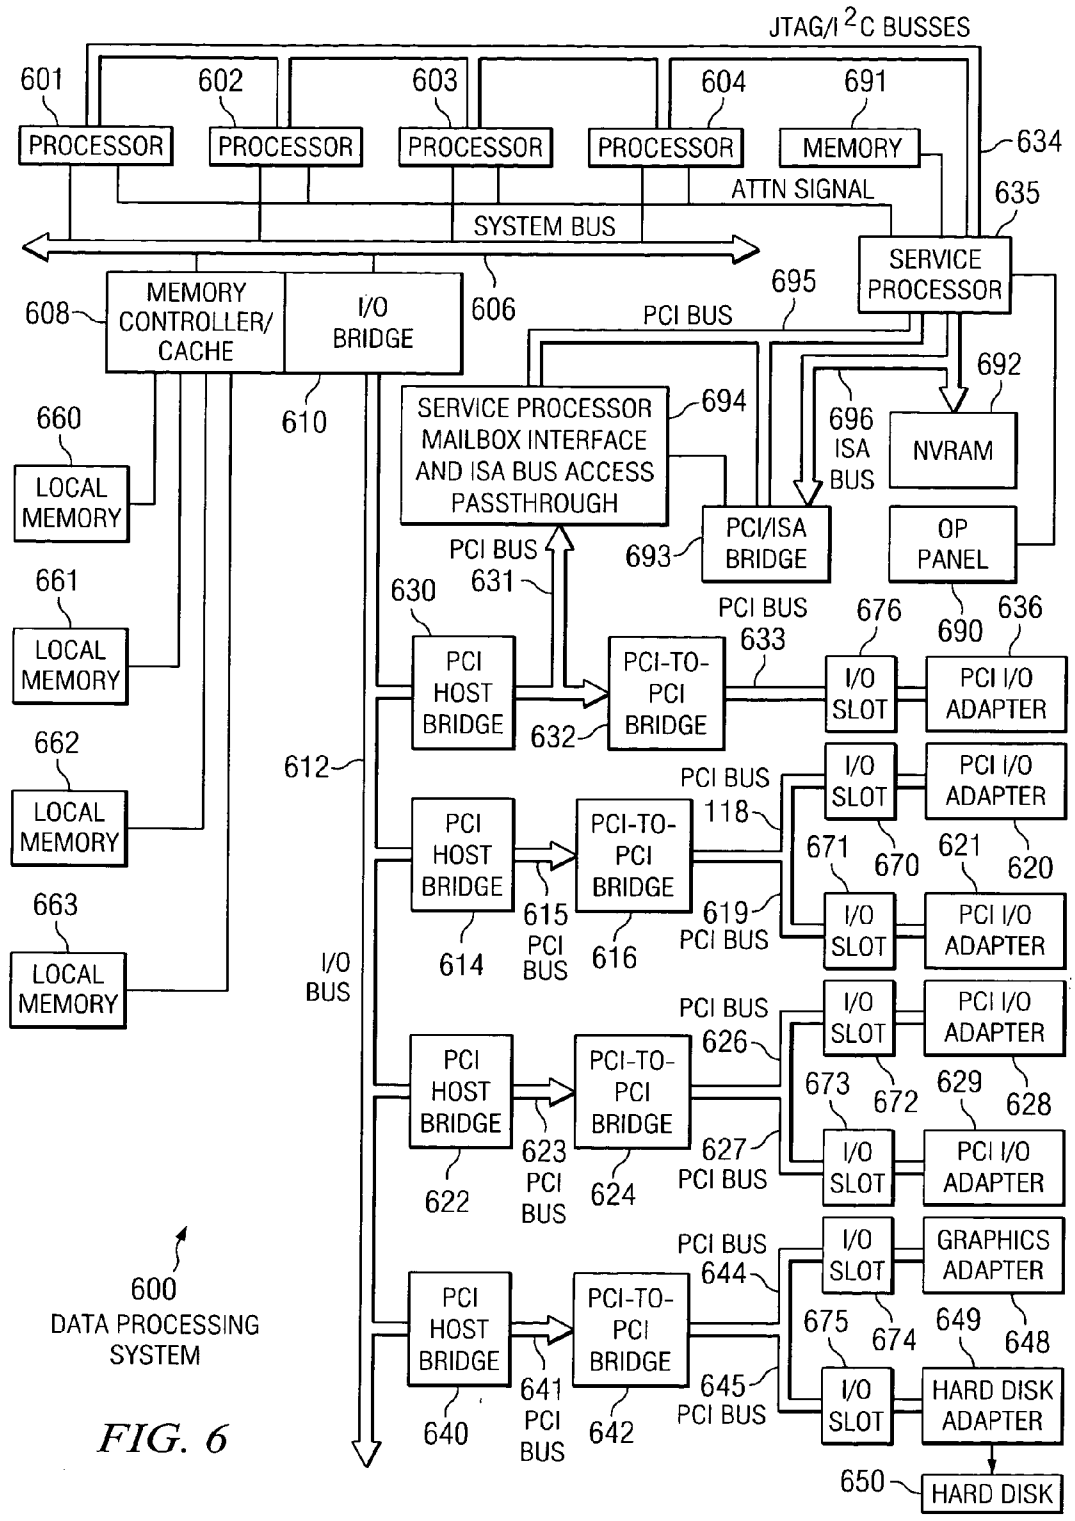 JTAG/I²C BUSSES
601
602
603
604
691
PROCESSOR
PROCESSOR
PROCESSOR
PROCESSOR
MEMORY
634
ATTN SIGNAL
635
SYSTEM BUS
SERVICE
PROCESSOR
606
608
MEMORY
CONTROLLER/
CACHE
I/O
BRIDGE
610
695
PCI BUS
692
NVRAM
696
ISA
BUS
694
SERVICE PROCESSOR
MAILBOX INTERFACE
AND ISA BUS ACCESS
PASSTHROUGH
PCI/ISA
BRIDGE
693
OP
PANEL
690
660
LOCAL
MEMORY
661
LOCAL
MEMORY
662
LOCAL
MEMORY
663
LOCAL
MEMORY
PCI BUS
631
630
PCI
HOST
BRIDGE
PCI-TO-
PCI
BRIDGE
632
PCI BUS
633
676
I/O
SLOT
636
PCI I/O
ADAPTER
612
I/O
BUS
PCI
HOST
BRIDGE
614
615
PCI
BUS
PCI-TO-
PCI
BRIDGE
616
PCI BUS
118
I/O
SLOT
670
PCI I/O
ADAPTER
620
619
PCI BUS
671
I/O
SLOT
621
PCI I/O
ADAPTER
PCI
HOST
BRIDGE
622
623
PCI
BUS
PCI-TO-
PCI
BRIDGE
624
PCI BUS
626
I/O
SLOT
672
PCI I/O
ADAPTER
628
627
PCI BUS
673
I/O
SLOT
629
PCI I/O
ADAPTER
PCI
HOST
BRIDGE
640
641
PCI
BUS
PCI-TO-
PCI
BRIDGE
642
PCI BUS
644
I/O
SLOT
674
GRAPHICS
ADAPTER
648
645
PCI BUS
675
I/O
SLOT
649
HARD DISK
ADAPTER
650
HARD DISK
600
DATA PROCESSING
SYSTEM
FIG. 6